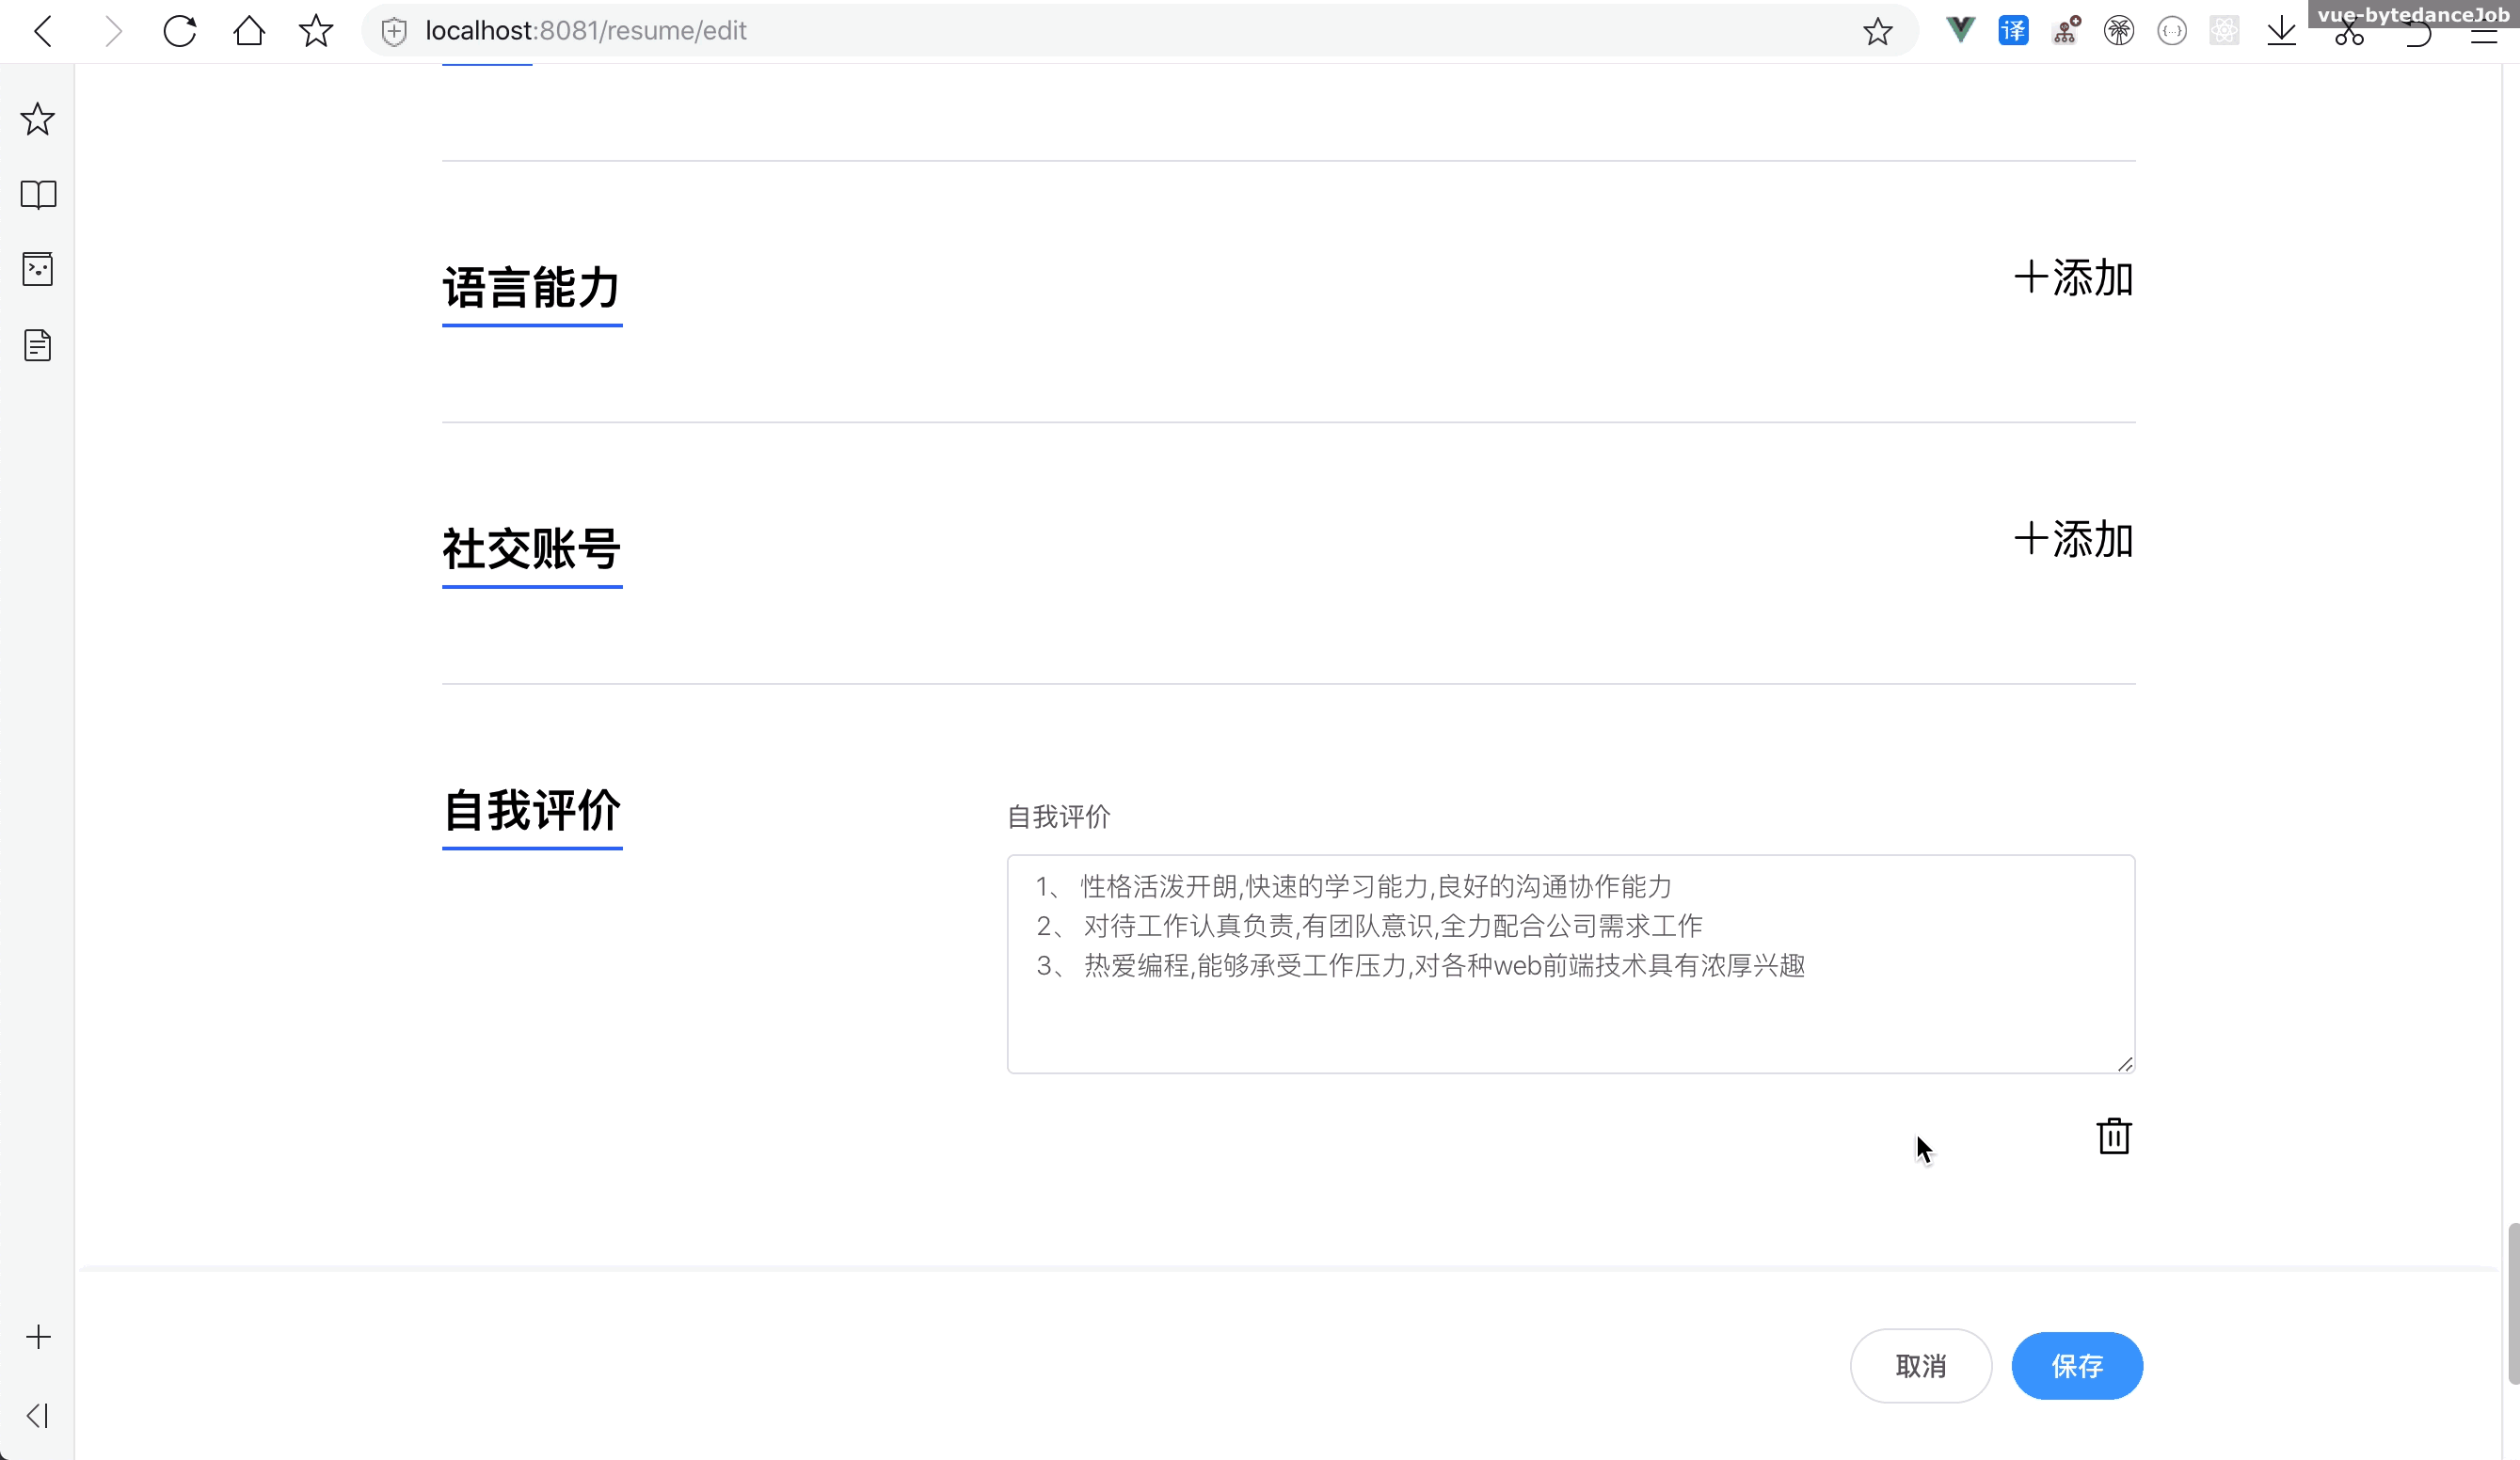 localhost:8081/resume/edit
译
vue-bytedanceJob
语言能力
+添加
社交账号
+添加
自我评价
自我评价
1、 性格活泼开朗,快速的学习能力,良好的沟通协作能力
2、 对待工作认真负责,有团队意识,全力配合公司需求工作
3、 热爱编程,能够承受工作压力,对各种web前端技术具有浓厚兴趣
取消
保存